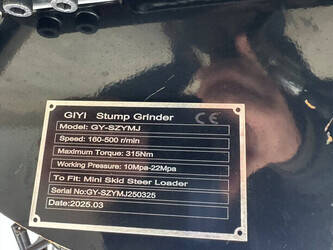 GIYI Stump Grinder CE
Model: GY-SZYMJ
Speed: 160-500 r/min
Maximum Torque: 315Nm
Working Pressure: 10Mpa-22Mpa
To Fit: Mini Skid Steer Loader
Serial No:GY-SZYMJ250325
Date:2025.03